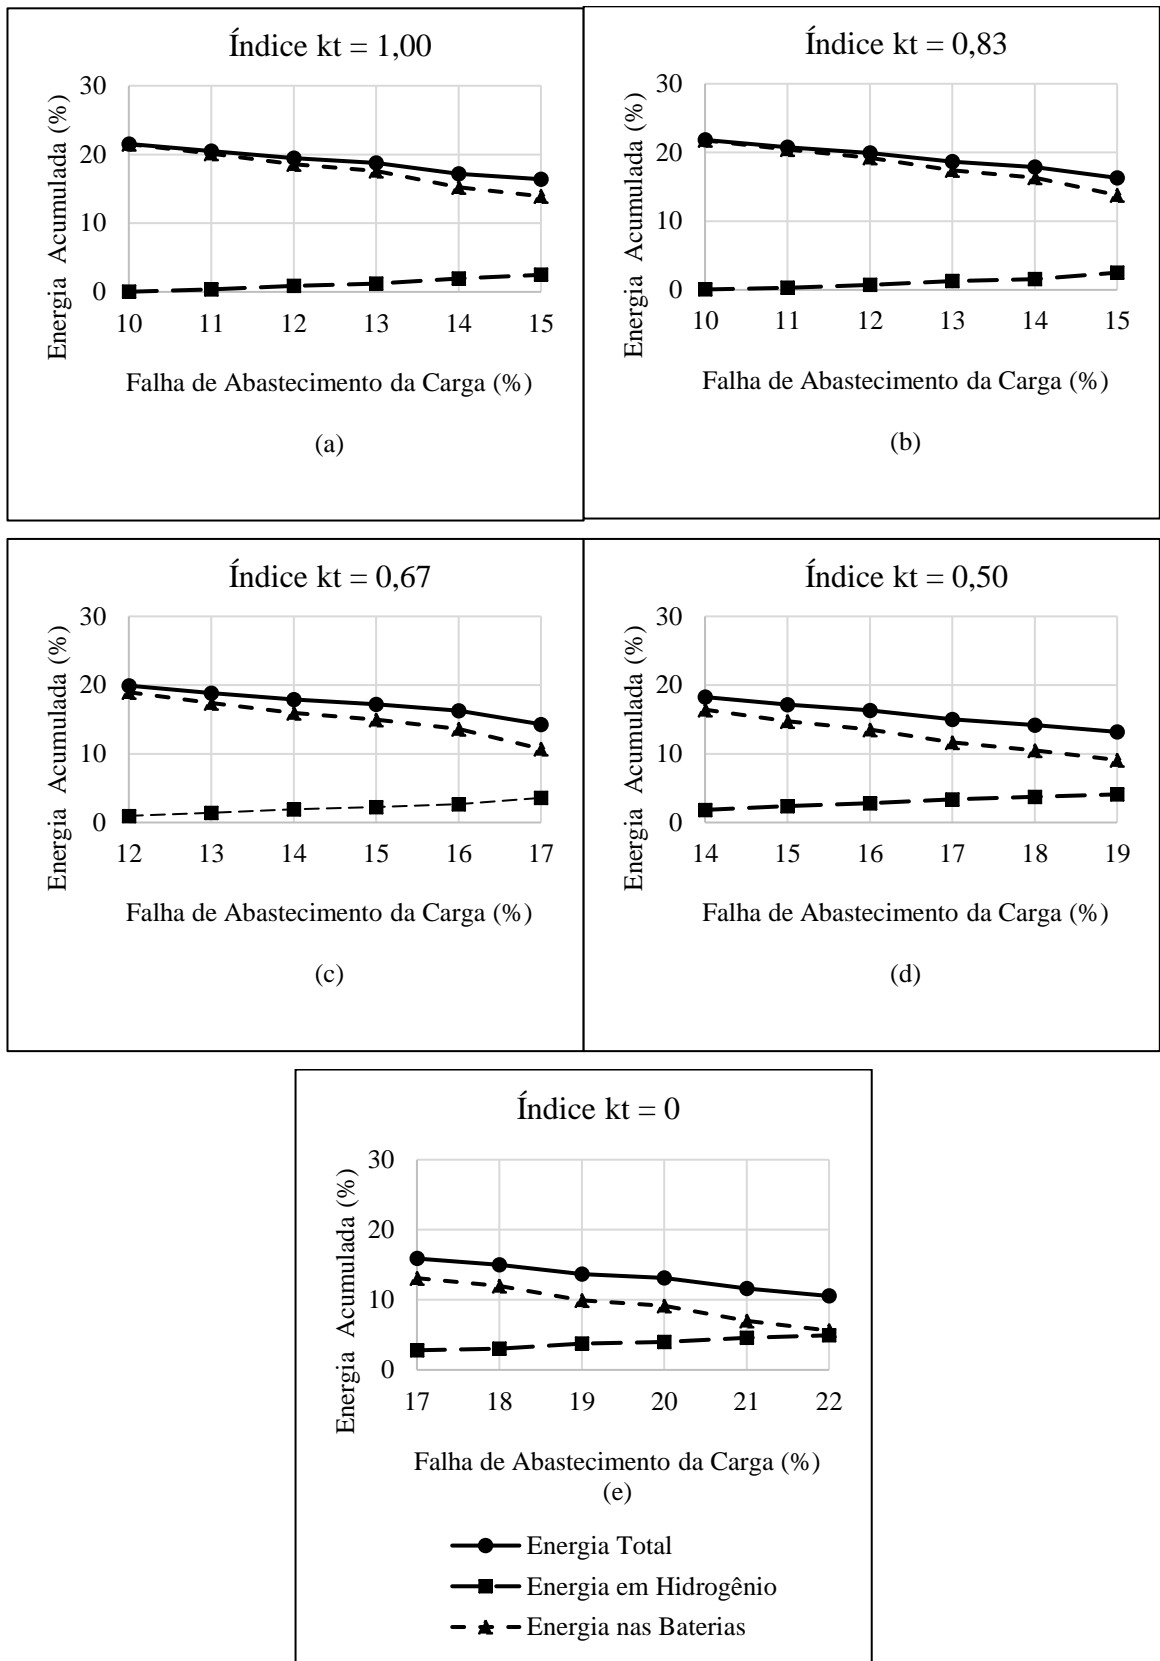 Índice kt = 1,00
Energia Acumulada (%)
30
20
10
0
10 11 12 13 14 15
Falha de Abastecimento da Carga (%)
(a)
Índice kt = 0,83
Energia Acumulada (%)
30
20
10
0
10 11 12 13 14 15
Falha de Abastecimento da Carga (%)
(b)
Índice kt = 0,67
Energia Acumulada (%)
30
20
10
0
12 13 14 15 16 17
Falha de Abastecimento da Carga (%)
(c)
Índice kt = 0,50
Energia Acumulada (%)
30
20
10
0
14 15 16 17 18 19
Falha de Abastecimento da Carga (%)
(d)
Índice kt = 0
Energia Acumulada (%)
30
20
10
0
17 18 19 20 21 22
Falha de Abastecimento da Carga (%)
(e)
Energia Total
Energia em Hidrogênio
Energia nas Baterias